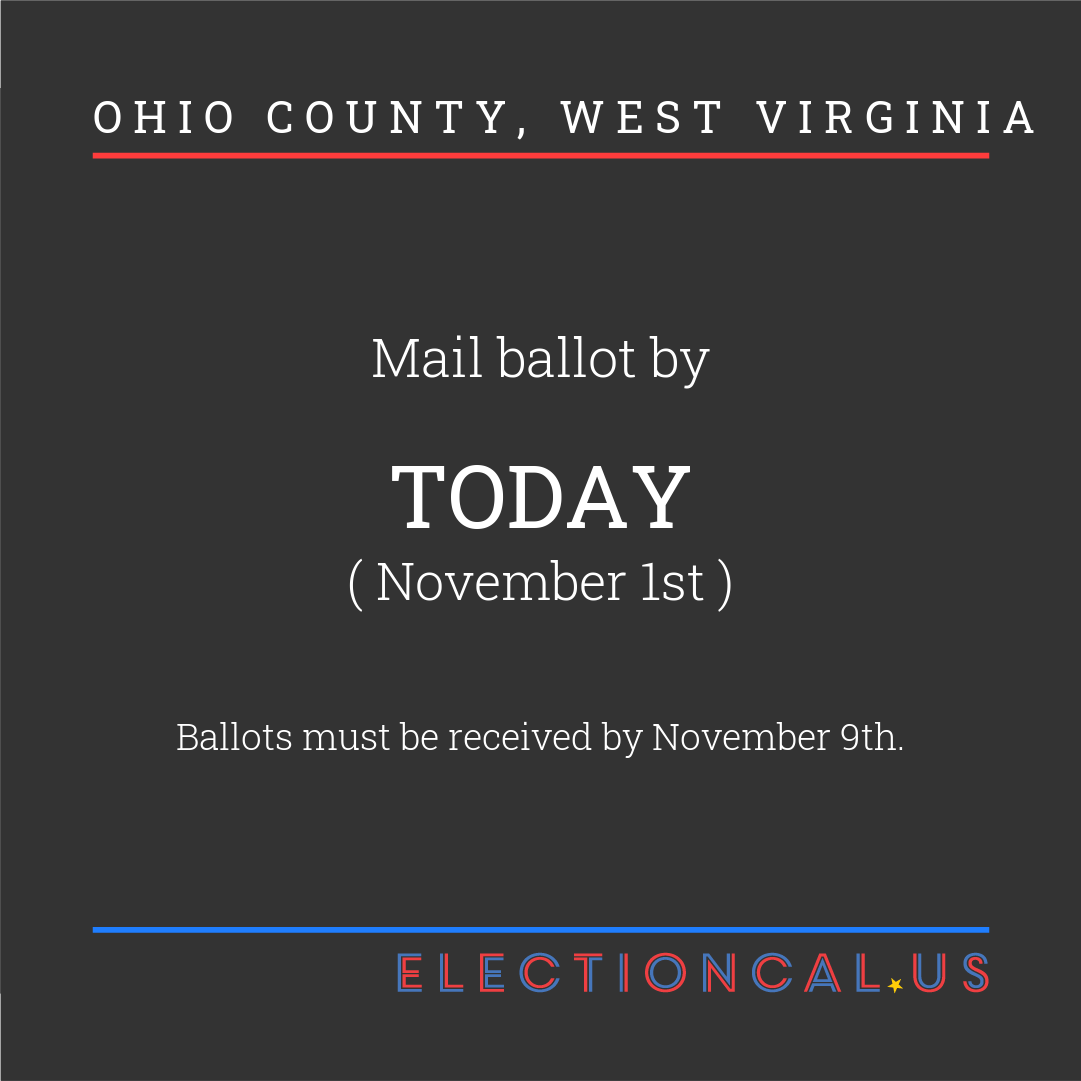 OHIO COUNTY, WEST VIRGINIA
Mail ballot by
TODAY
( November 1st )
Ballots must be received by November 9th.
ELECTIONCAL.US